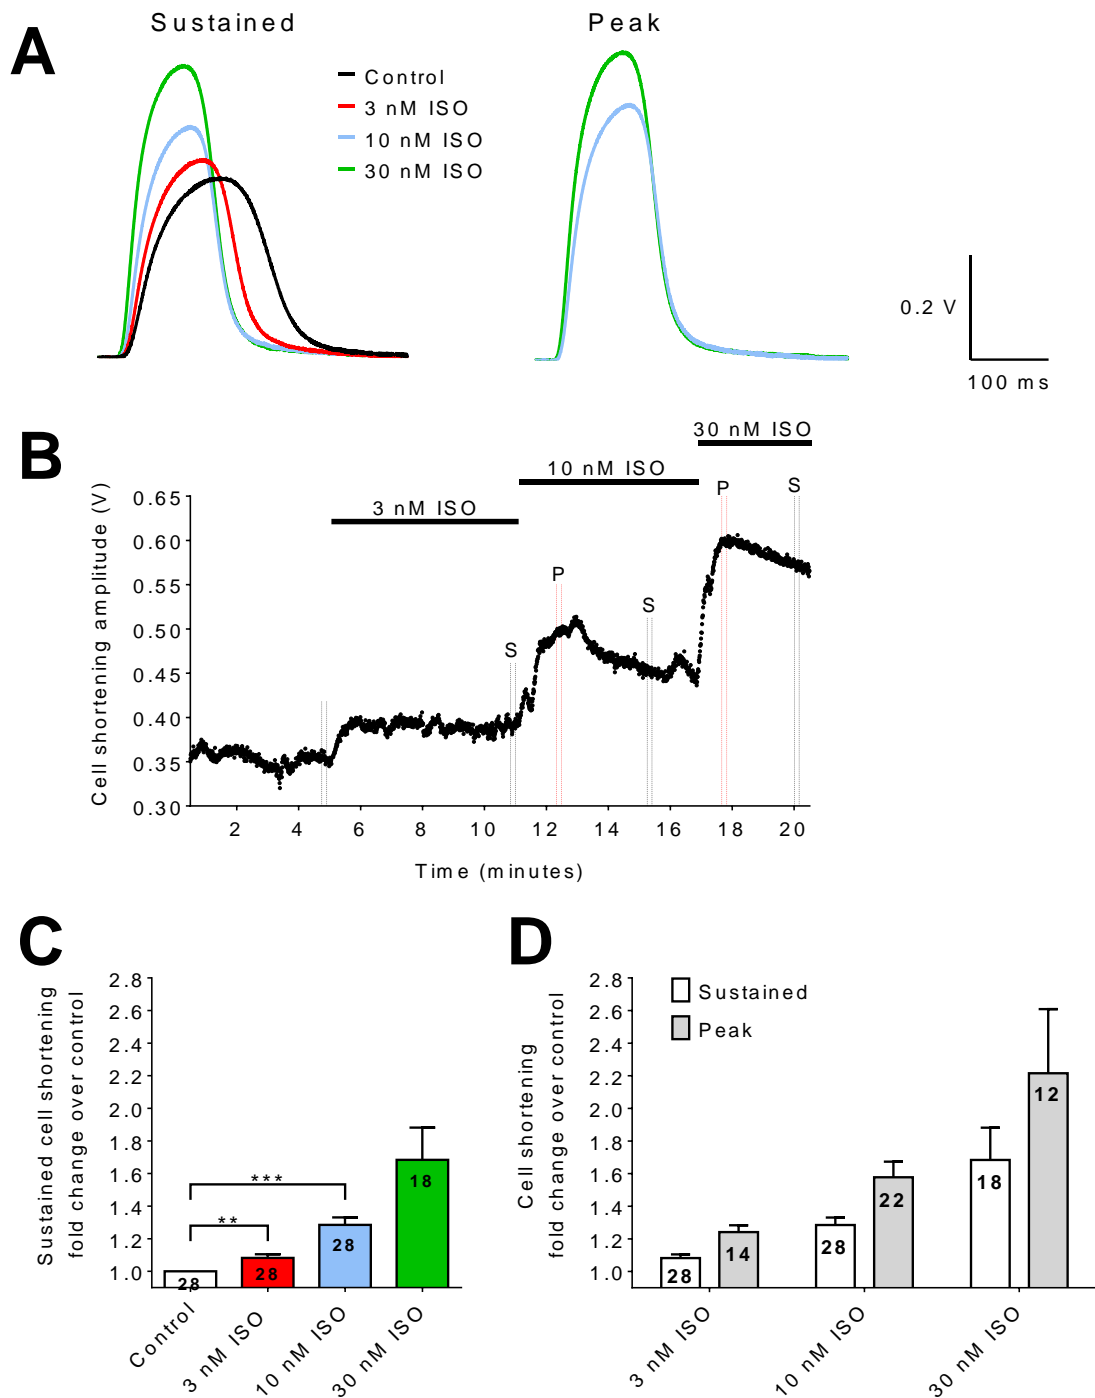 A
Sustained
Peak
Control
3 nM ISO
10 nM ISO
30 nM ISO
0.2 V
100 ms
B
30 nM ISO
10 nM ISO
3 nM ISO
P
S
P
S
S
Cell shortening amplitude (V)
0.65
0.60
0.55
0.50
0.45
0.40
0.35
0.30
2 4 6 8 10 12 14 16 18 20
Time (minutes)
C
Sustained cell shortening
fold change over control
2.8
2.6
2.4
2.2
2.0
1.8
1.6
1.4
1.2
1.0
***
**
28
28
28
18
Control
3 nM ISO
10 nM ISO
30 nM ISO
D
Cell shortening
fold change over control
2.8
2.6
2.4
2.2
2.0
1.8
1.6
1.4
1.2
1.0
Sustained
Peak
28
14
28
22
18
12
3 nM ISO
10 nM ISO
30 nM ISO